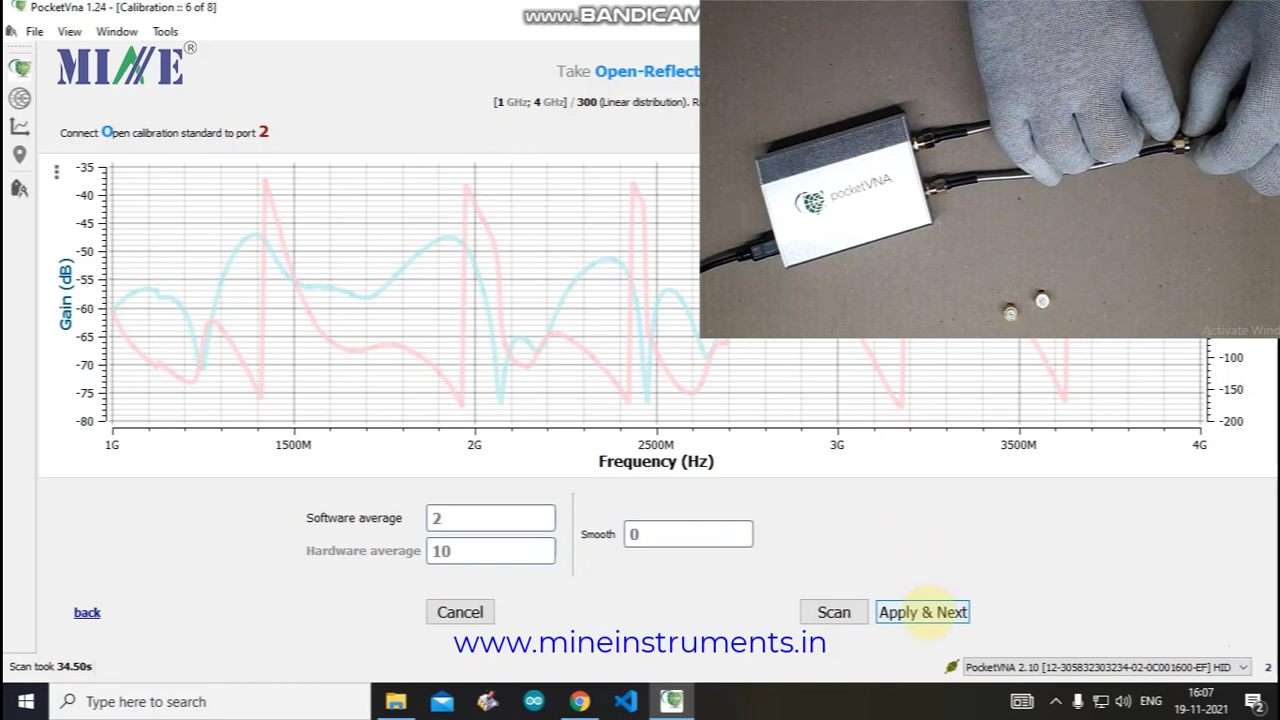 PocketVna 1.24 - [Calibration :: 6 of 8]
www.BANDICAM
File View Window Tools
MINE®
Take Open-Reflect
[1 GHz; 4 GHz] / 300 (Linear distribution). R
Connect Open calibration standard to port 2
pocketVNA
-35
-40
-45
-50
-55
-60
-65
-70
-75
-80
Gain (dB)
Activate Wind
-100
-150
-200
1G 1500M 2G 2500M 3G 3500M 4G
Frequency (Hz)
Software average 2
Hardware average 10
Smooth 0
back
Cancel
Scan
Apply & Next
www.mineinstruments.in
Scan took 34.50s
PocketVNA 2.10 [12-305832303234-02-0C001600-EF] HID
2
Type here to search
ENG
16:07
19-11-2021
2